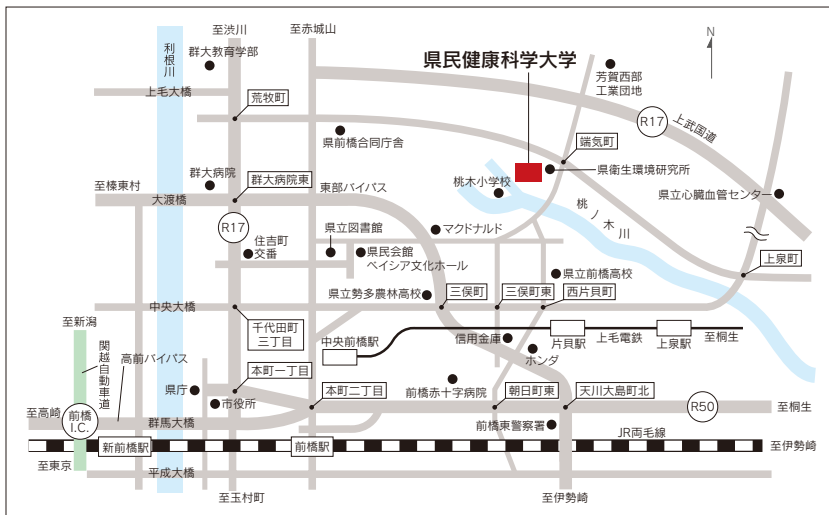 至渋川
至赤城山
利根川
群大教育学部
県民健康科学大学
N
芳賀西部
工業団地
上毛大橋
荒牧町
R17
上武国道
県前橋合同庁舎
端気町
県衛生環境研究所
群大病院
群大病院東
東部バイパス
桃木小学校
至榛東村
大渡橋
桃ノ木川
県立心臓血管センター
R17
住吉町
交番
県立図書館
県民会館
ベイシア文化ホール
マクドナルド
上泉町
県立前橋高校
県立勢多農林高校
三俣町
三俣町東
西片貝町
中央大橋
至新潟
千代田町
三丁目
中央前橋駅
信用金庫
片貝駅
上毛電鉄
上泉駅
至桐生
関越自動車道
高前バイパス
ホンダ
本町一丁目
県庁
市役所
本町二丁目
前橋赤十字病院
朝日町東
天川大島町北
R50
至桐生
至高崎
前橋
I.C.
群馬大橋
前橋東警察署
JR両毛線
新前橋駅
前橋駅
至伊勢崎
至東京
平成大橋
至玉村町
至伊勢崎